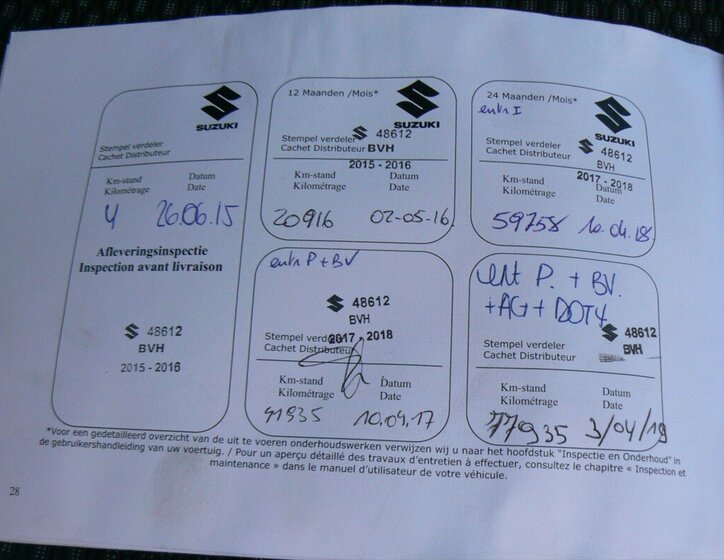 SUZUKI
Stempel verdeler
Cachet Distributeur
Km-stand Datum
Kilométrage Date
4 26.06.15
Afleveringsinspectie
Inspection avant livraison
48612
BVH
2015 - 2016
12 Maanden /Mois*
SUZUKI
Stempel verdeler 48612
Cachet Distributeur BVH
2015 - 2016
Km-stand Datum
Kilométrage Date
20916 02-05-16
24 Maanden /Mois*
entr I
SUZUKI
Stempel verdeler 48612
Cachet Distributeur BVH
2017 - 2018
Km-stand Datum
Kilométrage Date
59758 10.04.18
entr P + BV
48612
BVH
2017 - 2018
Stempel verdeler
Cachet Distributeur
Km-stand Datum
Kilométrage Date
41935 10.04.17
ent P. + BV.
+ AG + DOT4
48612
Stempel verdeler
Cachet Distributeur BVH
Km-stand Datum
Kilométrage Date
77935 3/04/19
*Voor een gedetailleerd overzicht van de uit te voeren onderhoudswerken verwijzen wij u naar het hoofdstuk "Inspectie en Onderhoud" in
de gebruikershandleiding van uw voertuig. / Pour un aperçu détaillé des travaux d'entretien à effectuer, consultez le chapitre « Inspection et
maintenance » dans le manuel d'utilisateur de votre véhicule.
28